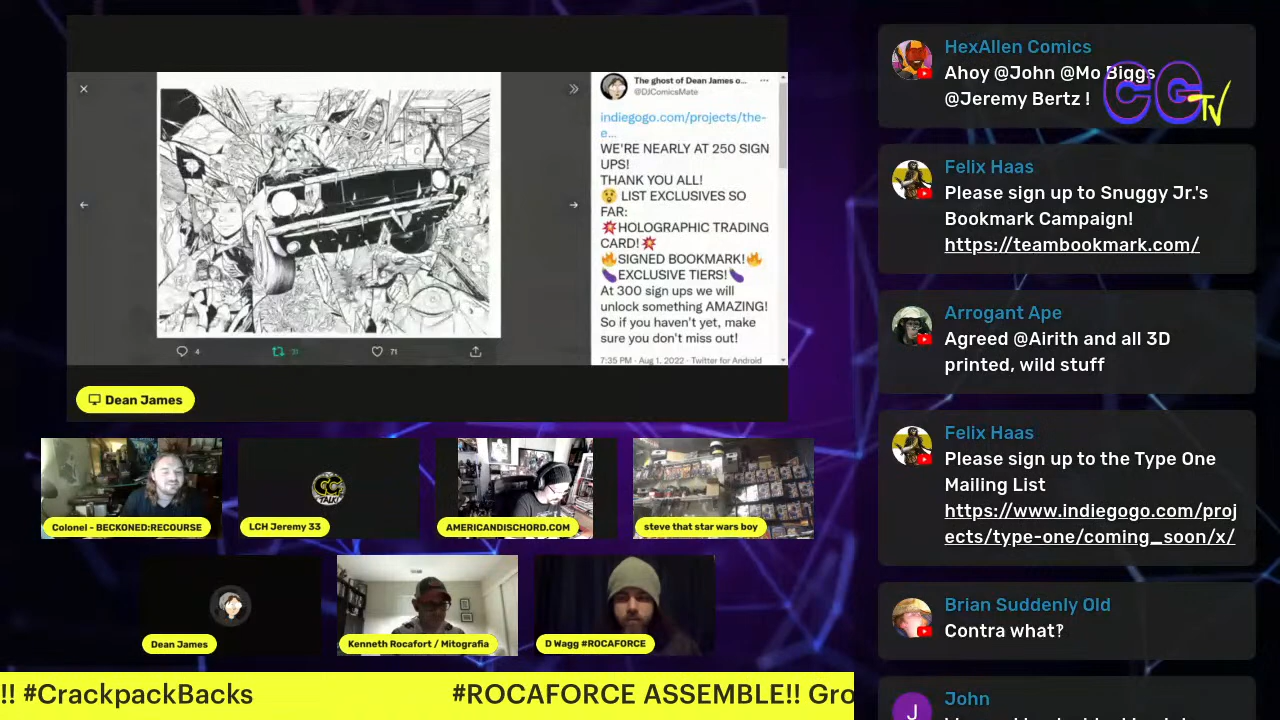 The ghost of Dean James o...
@DJComicsMate
indiegogo.com/projects/the-
e...
WE'RE NEARLY AT 250 SIGN
UPS!
THANK YOU ALL!
LIST EXCLUSIVES SO
FAR:
HOLOGRAPHIC TRADING
CARD!
SIGNED BOOKMARK!
EXCLUSIVE TIERS!
At 300 sign ups we will
unlock something AMAZING!
So if you haven't yet, make
sure you don't miss out!
7:35 PM · Aug 1, 2022 · Twitter for Android
4
31
71
Dean James
Colonel - BECKONED:RECOURSE
LCH Jeremy 33
AMERICANDISCHORD.COM
steve that star wars boy
Dean James
Kenneth Rocafort / Mitografia
D Wagg #ROCAFORCE
!! #CrackpackBacks
#ROCAFORCE ASSEMBLE!! Gro
CG TV
HexAllen Comics
Ahoy @John @Mo Biggs
@Jeremy Bertz !
Felix Haas
Please sign up to Snuggy Jr.'s
Bookmark Campaign!
https://teambookmark.com/
Arrogant Ape
Agreed @Airith and all 3D
printed, wild stuff
Felix Haas
Please sign up to the Type One
Mailing List
https://www.indiegogo.com/proj
ects/type-one/coming_soon/x/
Brian Suddenly Old
Contra what‽
John
J